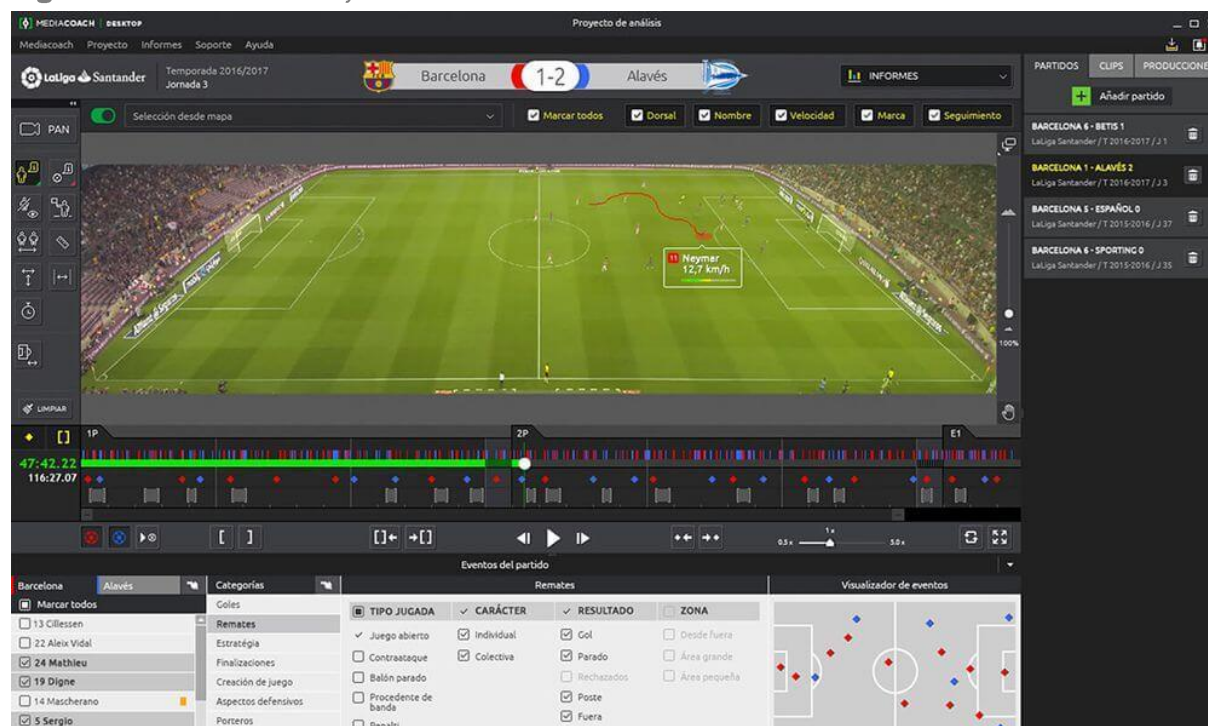 MEDIACOACH | DESKTOP
Proyecto de análisis
Mediacoach Proyecto Informes Soporte Ayuda
LaLiga Santander
Temporada 2016/2017
Jornada 3
Barcelona 1-2 Alavés
INFORMES
PARTIDOS CLIPS PRODUCCIONE
Añadir partido
PAN
Selección desde mapa
Marcar todos Dorsal Nombre Velocidad Marca Seguimiento
BARCELONA 6 - BETIS 1
LaLiga Santander / T 2016-2017 / J 1
BARCELONA 1 - ALAVÉS 2
LaLiga Santander / T 2016-2017 / J 3
BARCELONA 5 - ESPAÑOL 0
LaLiga Santander / T 2015-2016 / J 37
BARCELONA 6 - SPORTING 0
LaLiga Santander / T 2015-2016 / J 35
11 Neymar
12,7 km/h
100%
LIMPIAR
1P 2P E1
47:42.22
116:27.07
[ ] 
0.5 x 1 x 5.0 x
Eventos del partido
Barcelona Alavés Categorías Remates Visualizador de eventos
Marcar todos
13 Cillessen
22 Aleix Vidal
24 Mathieu
19 Digne
14 Mascherano
5 Sergio
Goles
Remates
Estratégia
Finalizaciones
Creación de juego
Aspectos defensivos
Porteros
TIPO JUGADA CARÁCTER RESULTADO ZONA
Juego abierto Individual Gol Desde fuera
Contraataque Colectiva Parado Área grande
Balón parado Rechazados Área pequeña
Procedente de
banda
Poste
Penalti Fuera